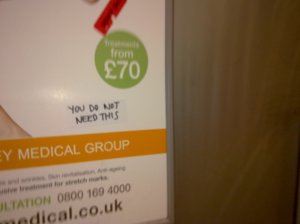 treatments
from
£70
YOU DO NOT
NEED THIS
EY MEDICAL GROUP
and wrinkles, Skin revitalisation, Anti-ageing
treatment for stretch marks.
ULTATION 0800 169 4000
medical.co.uk